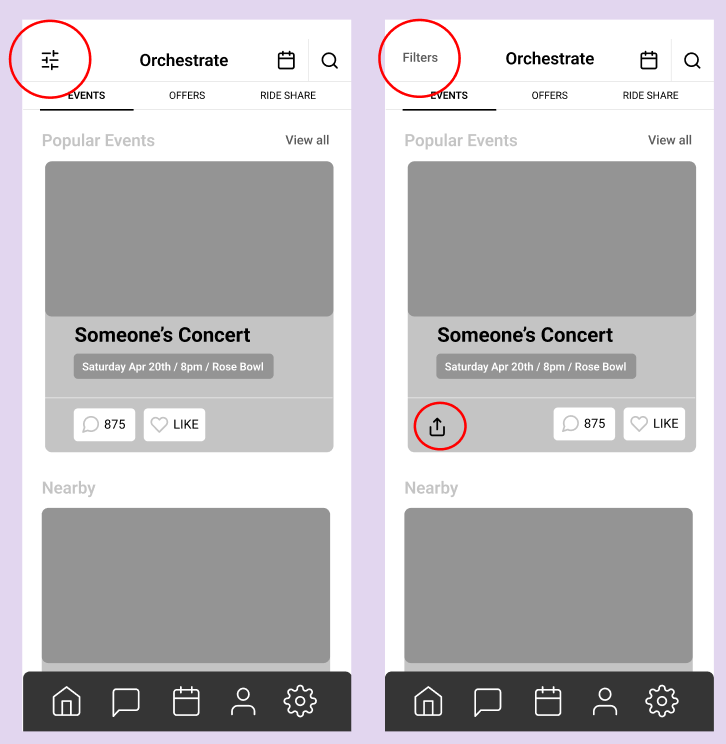 Orchestrate
EVENTS OFFERS RIDE SHARE
Popular Events View all
Someone’s Concert
Saturday Apr 20th / 8pm / Rose Bowl
875 LIKE
Nearby
Filters Orchestrate
EVENTS OFFERS RIDE SHARE
Popular Events View all
Someone’s Concert
Saturday Apr 20th / 8pm / Rose Bowl
875 LIKE
Nearby